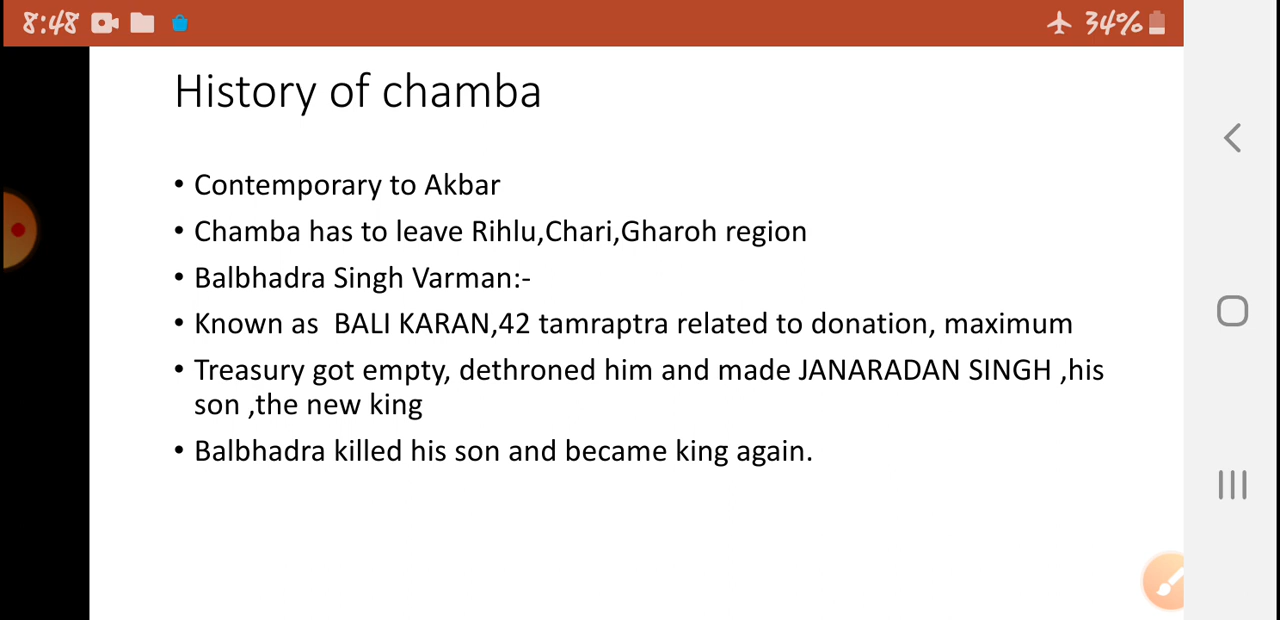 8:48 34%
History of chamba
• Contemporary to Akbar
• Chamba has to leave Rihlu,Chari,Gharoh region
• Balbhadra Singh Varman:-
• Known as  BALI KARAN,42 tamraptra related to donation, maximum
• Treasury got empty, dethroned him and made JANARADAN SINGH ,his
son ,the new king
• Balbhadra killed his son and became king again.